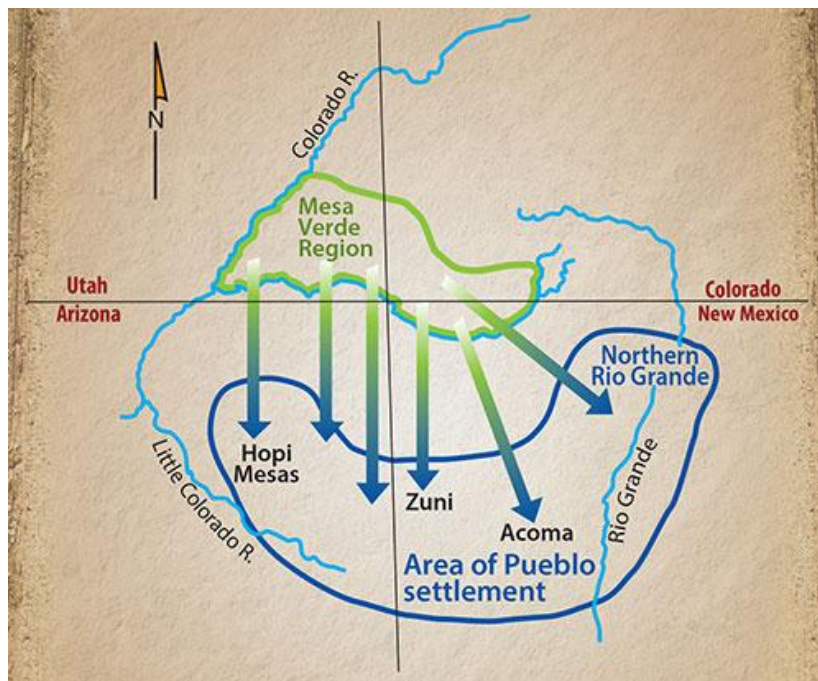 Colorado R.
N
Mesa
Verde
Region
Utah
Arizona
Colorado
New Mexico
Northern
Rio Grande
Hopi
Mesas
Little Colorado R.
Zuni
Acoma
Rio Grande
Area of Pueblo
settlement